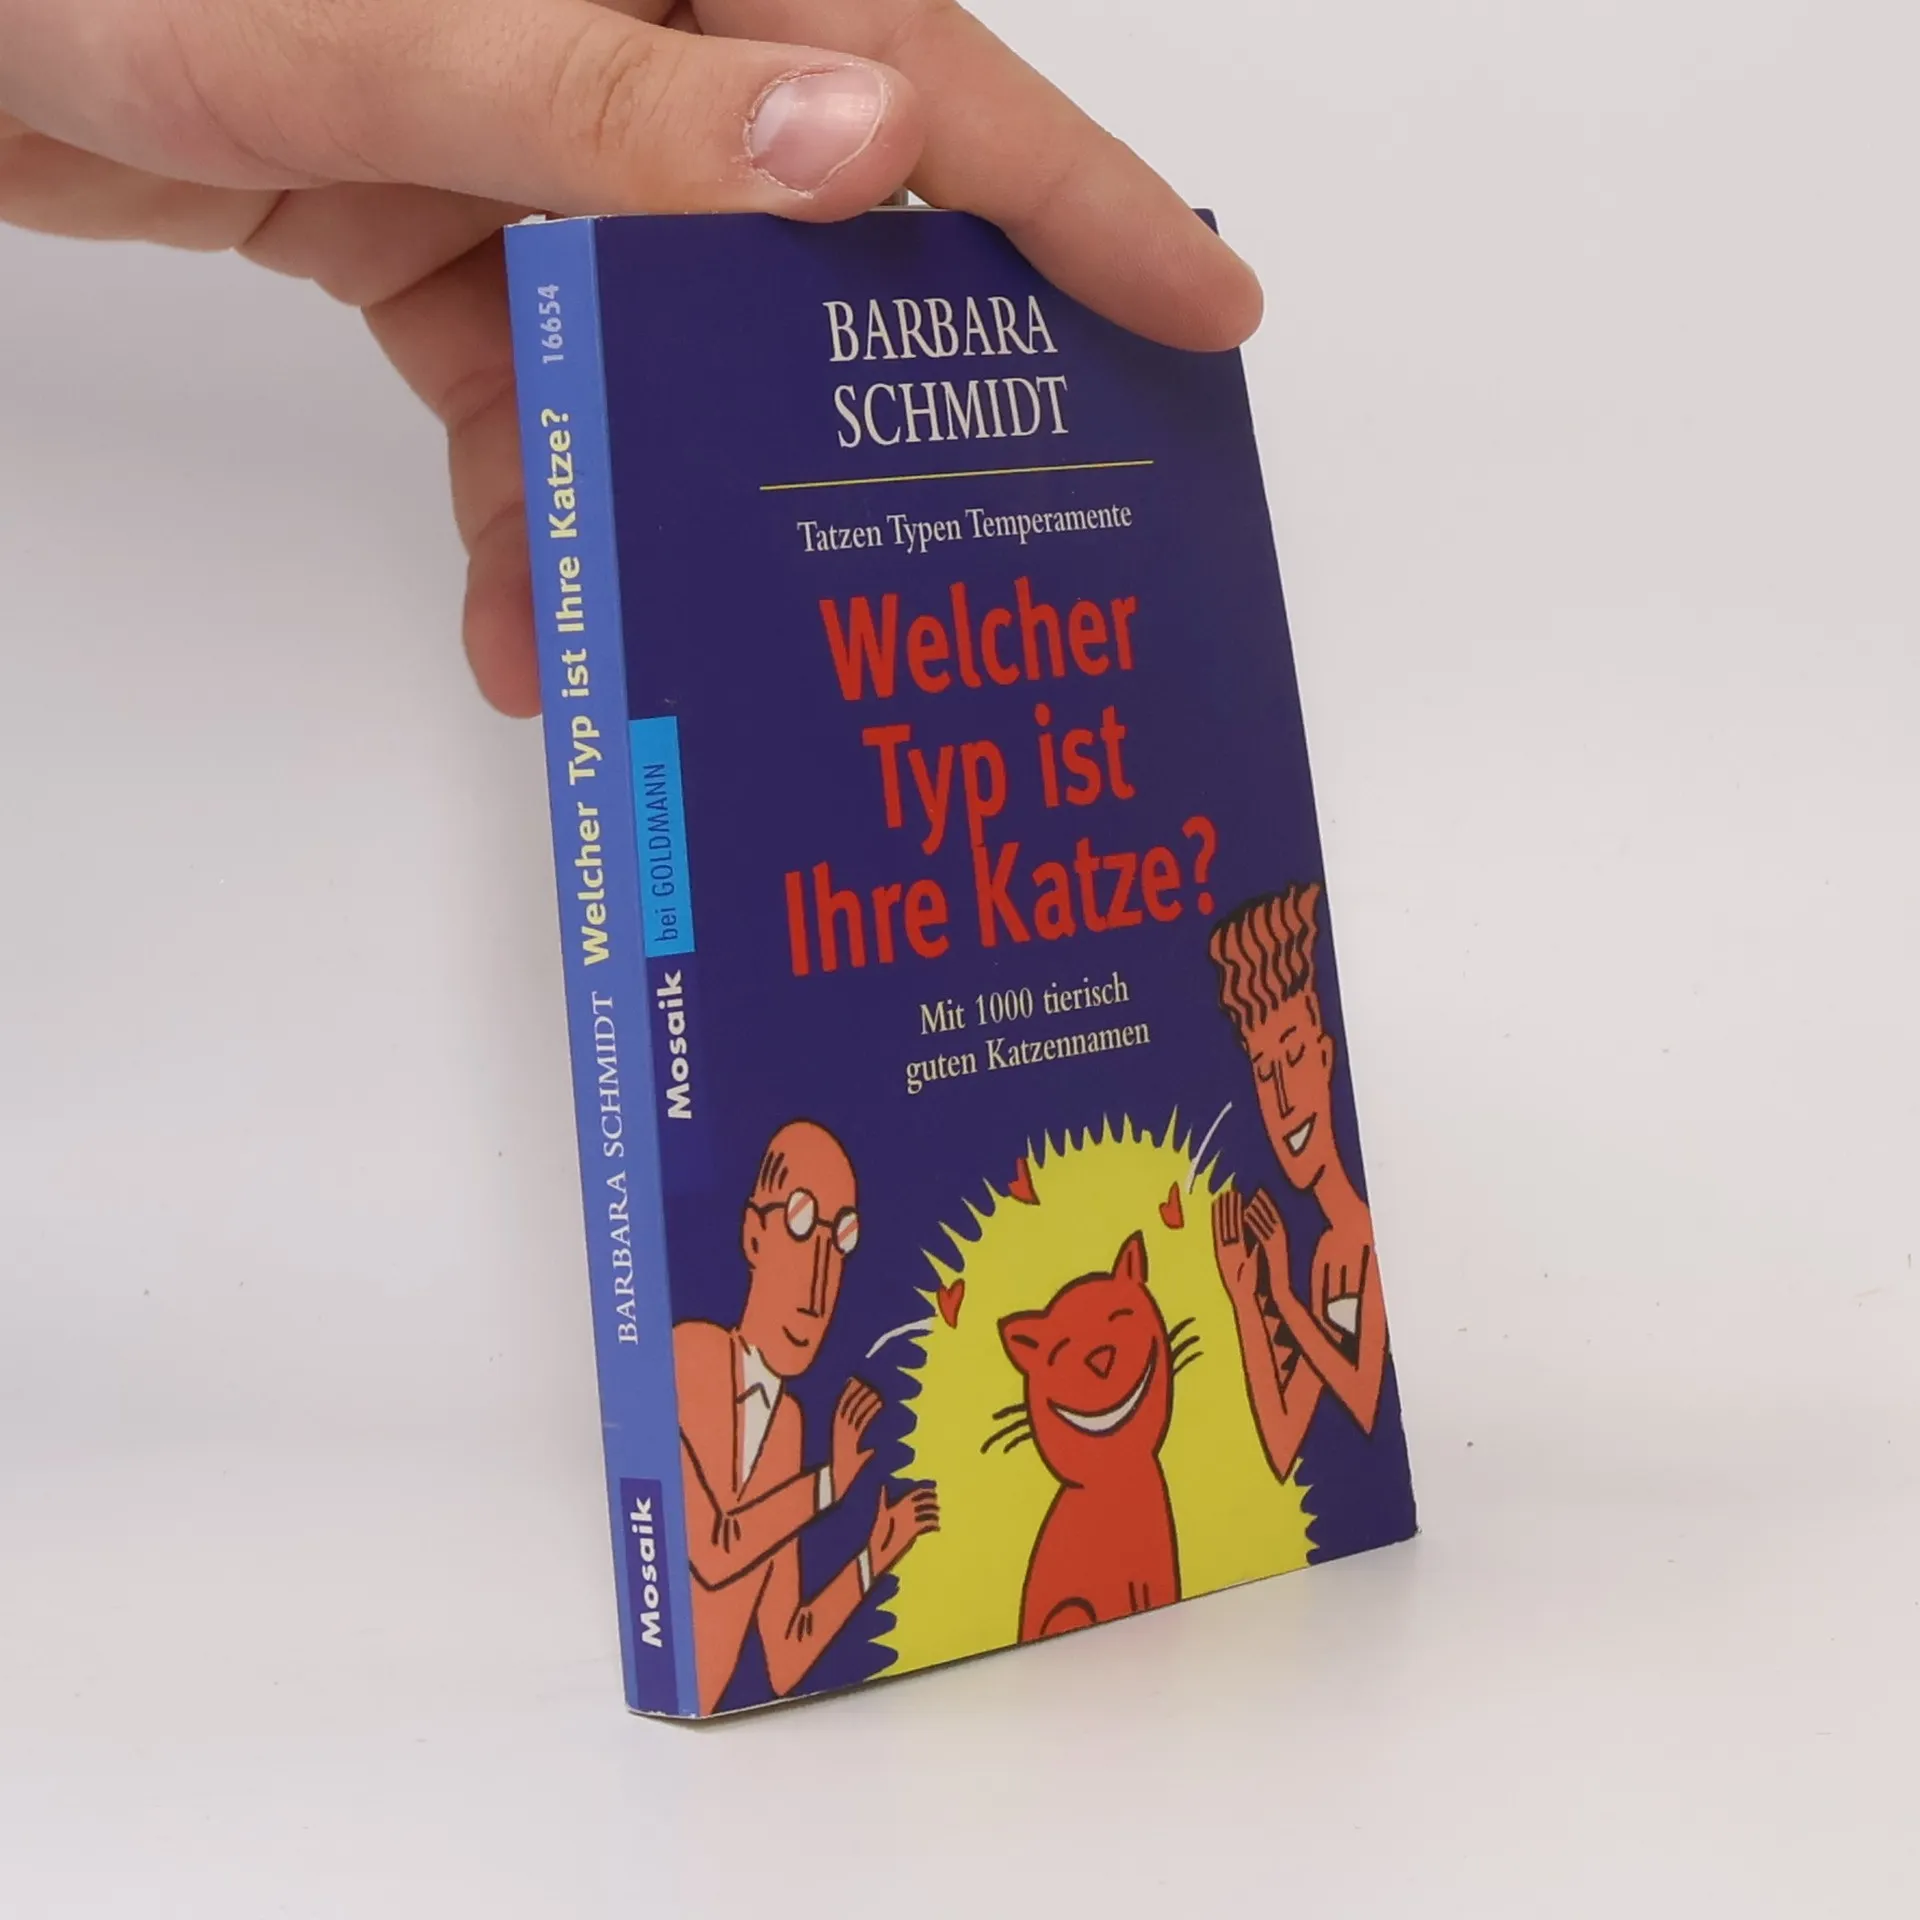 BARBARA
SCHMIDT
Tatzen Typen Temperamente
Welcher
Typ ist
Ihre Katze?
Mit 1000 tierisch
guten Katzennamen
Mosaik bei GOLDMANN
Mosaik BARBARA SCHMIDT Welcher Typ ist Ihre Katze? 16654